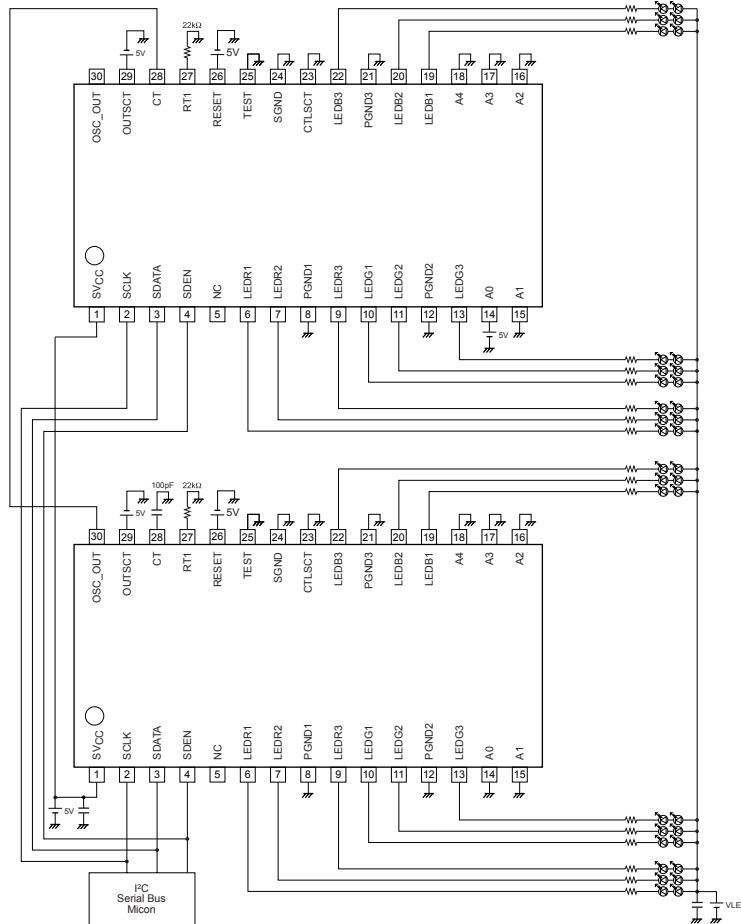 22kΩ
5V
5V
30 29 28 27 26 25 24 23 22 21 20 19 18 17 16
OSC_OUT
OUTSCT
CT
RT1
RESET
TEST
SGND
CTLSCT
LEDB3
PGND3
LEDB2
LEDB1
A4
A3
A2
SVCC
SCLK
SDATA
SDEN
NC
LEDR1
LEDR2
PGND1
LEDR3
LEDG1
LEDG2
PGND2
LEDG3
A0
A1
1 2 3 4 5 6 7 8 9 10 11 12 13 14 15
5V
100pF 22kΩ
5V
5V
30 29 28 27 26 25 24 23 22 21 20 19 18 17 16
OSC_OUT
OUTSCT
CT
RT1
RESET
TEST
SGND
CTLSCT
LEDB3
PGND3
LEDB2
LEDB1
A4
A3
A2
SVCC
SCLK
SDATA
SDEN
NC
LEDR1
LEDR2
PGND1
LEDR3
LEDG1
LEDG2
PGND2
LEDG3
A0
A1
1 2 3 4 5 6 7 8 9 10 11 12 13 14 15
5V
I²C
Serial Bus
Micon
VLE